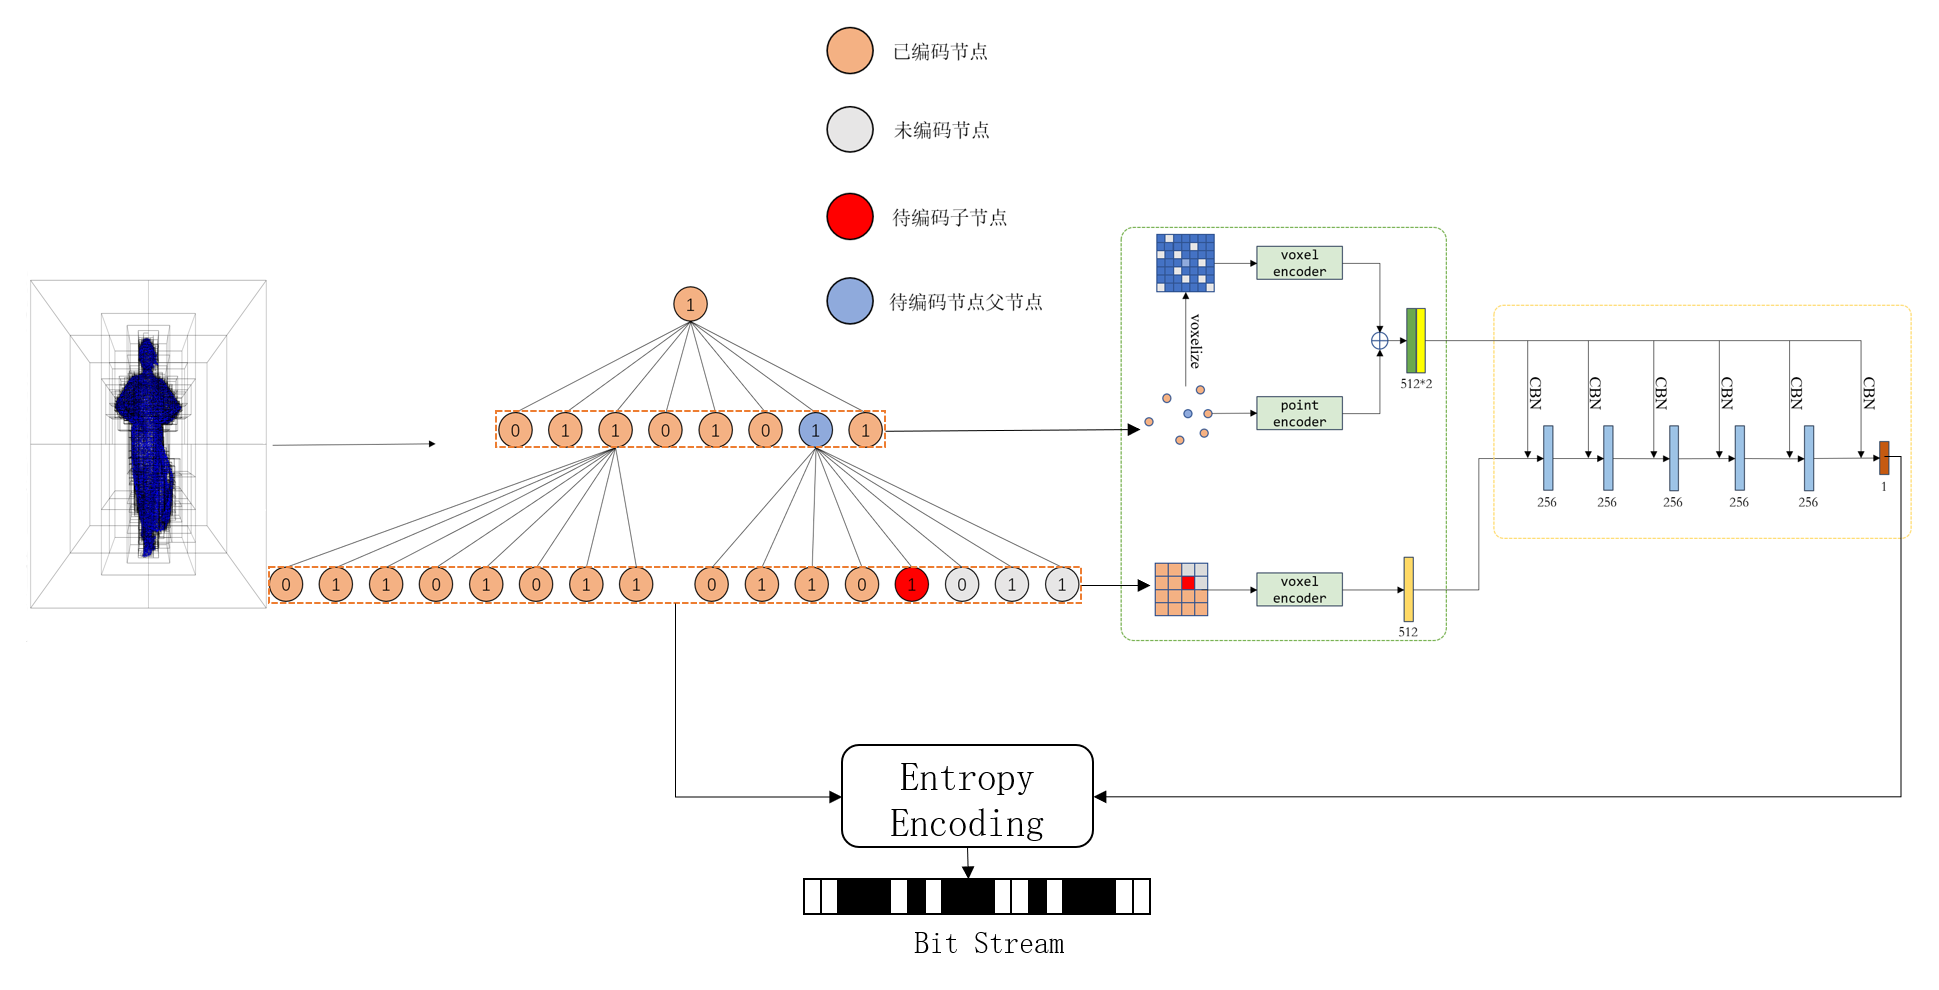 已编码节点
未编码节点
待编码子节点
待编码节点父节点
1
0 1 1 0 1 0 1 1
0 1 1 0 1 0 1 1 0 1 1 0 1 0 1 1
voxelize
voxel
encoder
point
encoder
512*2
voxel
encoder
512
CBN CBN CBN CBN CBN CBN
256 256 256 256 256 1
Entropy
Encoding
Bit Stream